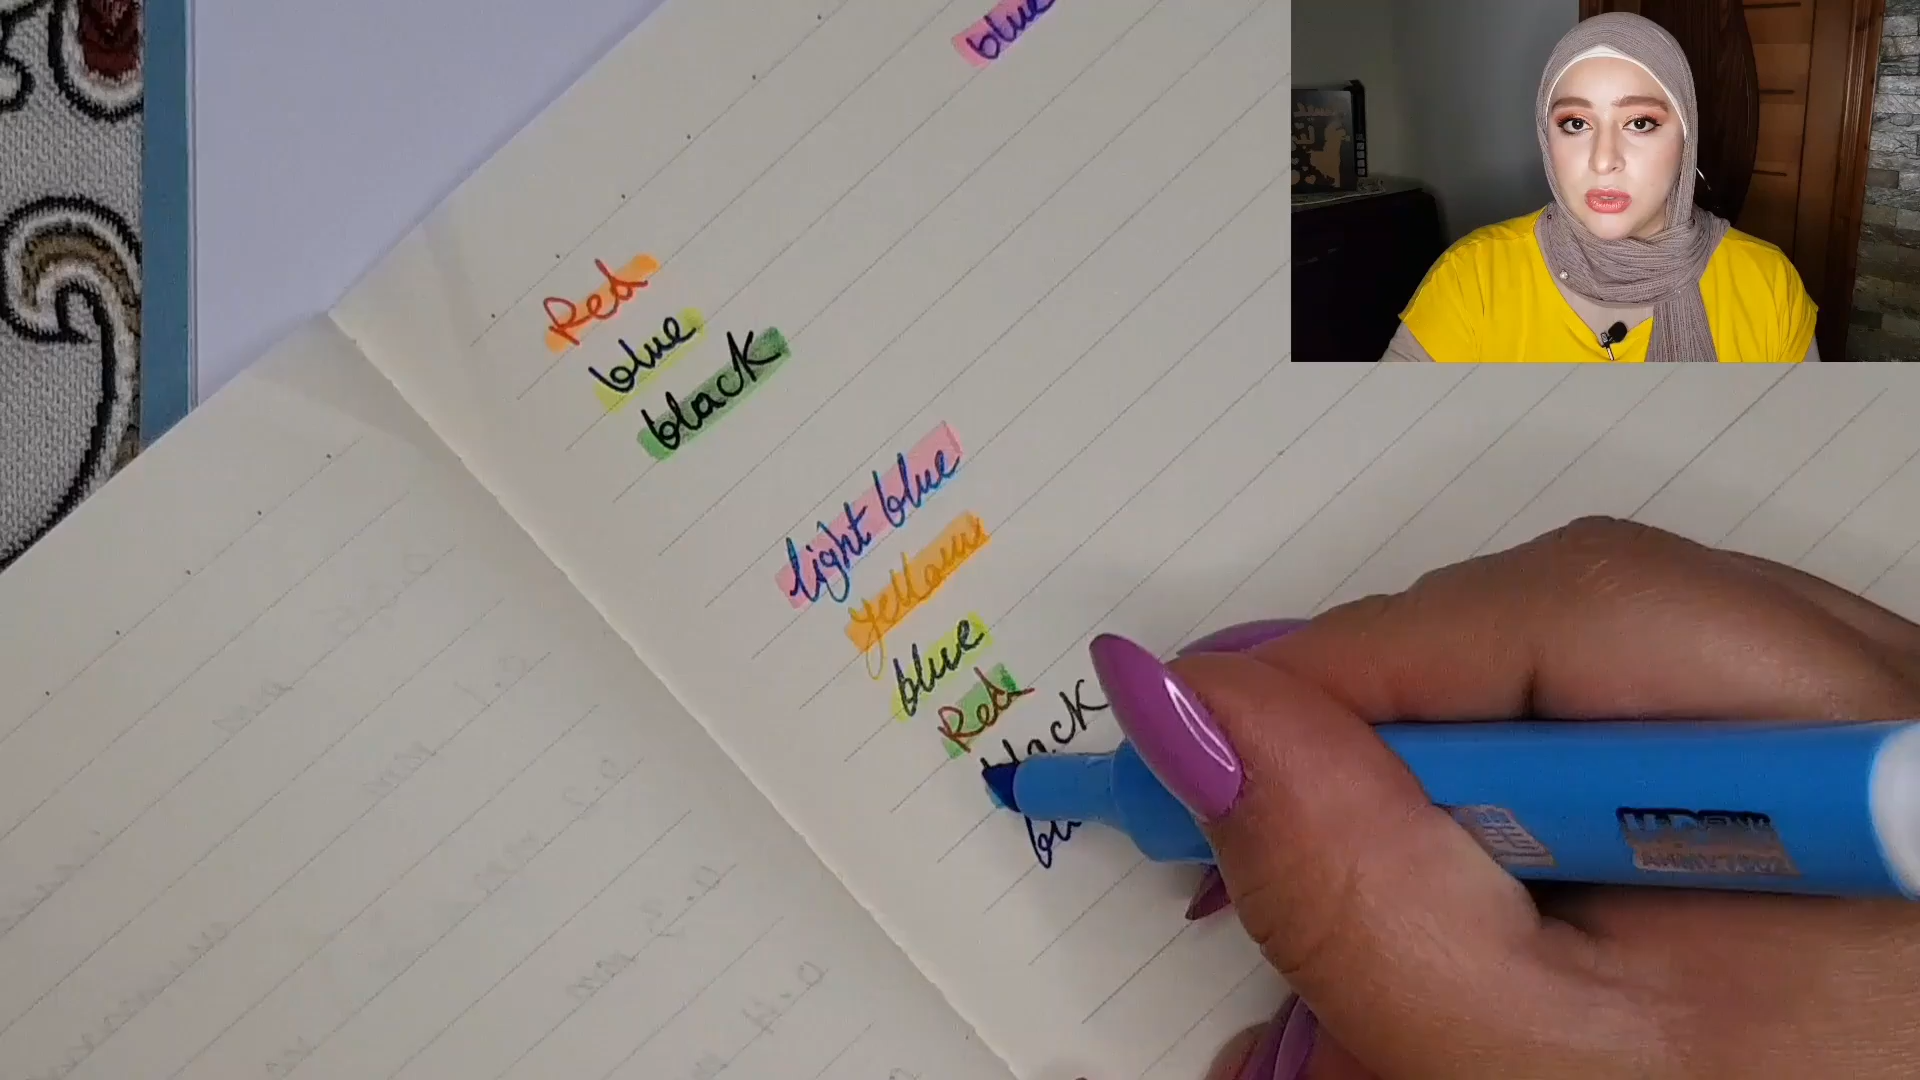 blue
Red
blue
black
light blue
yellow
blue
Red
black